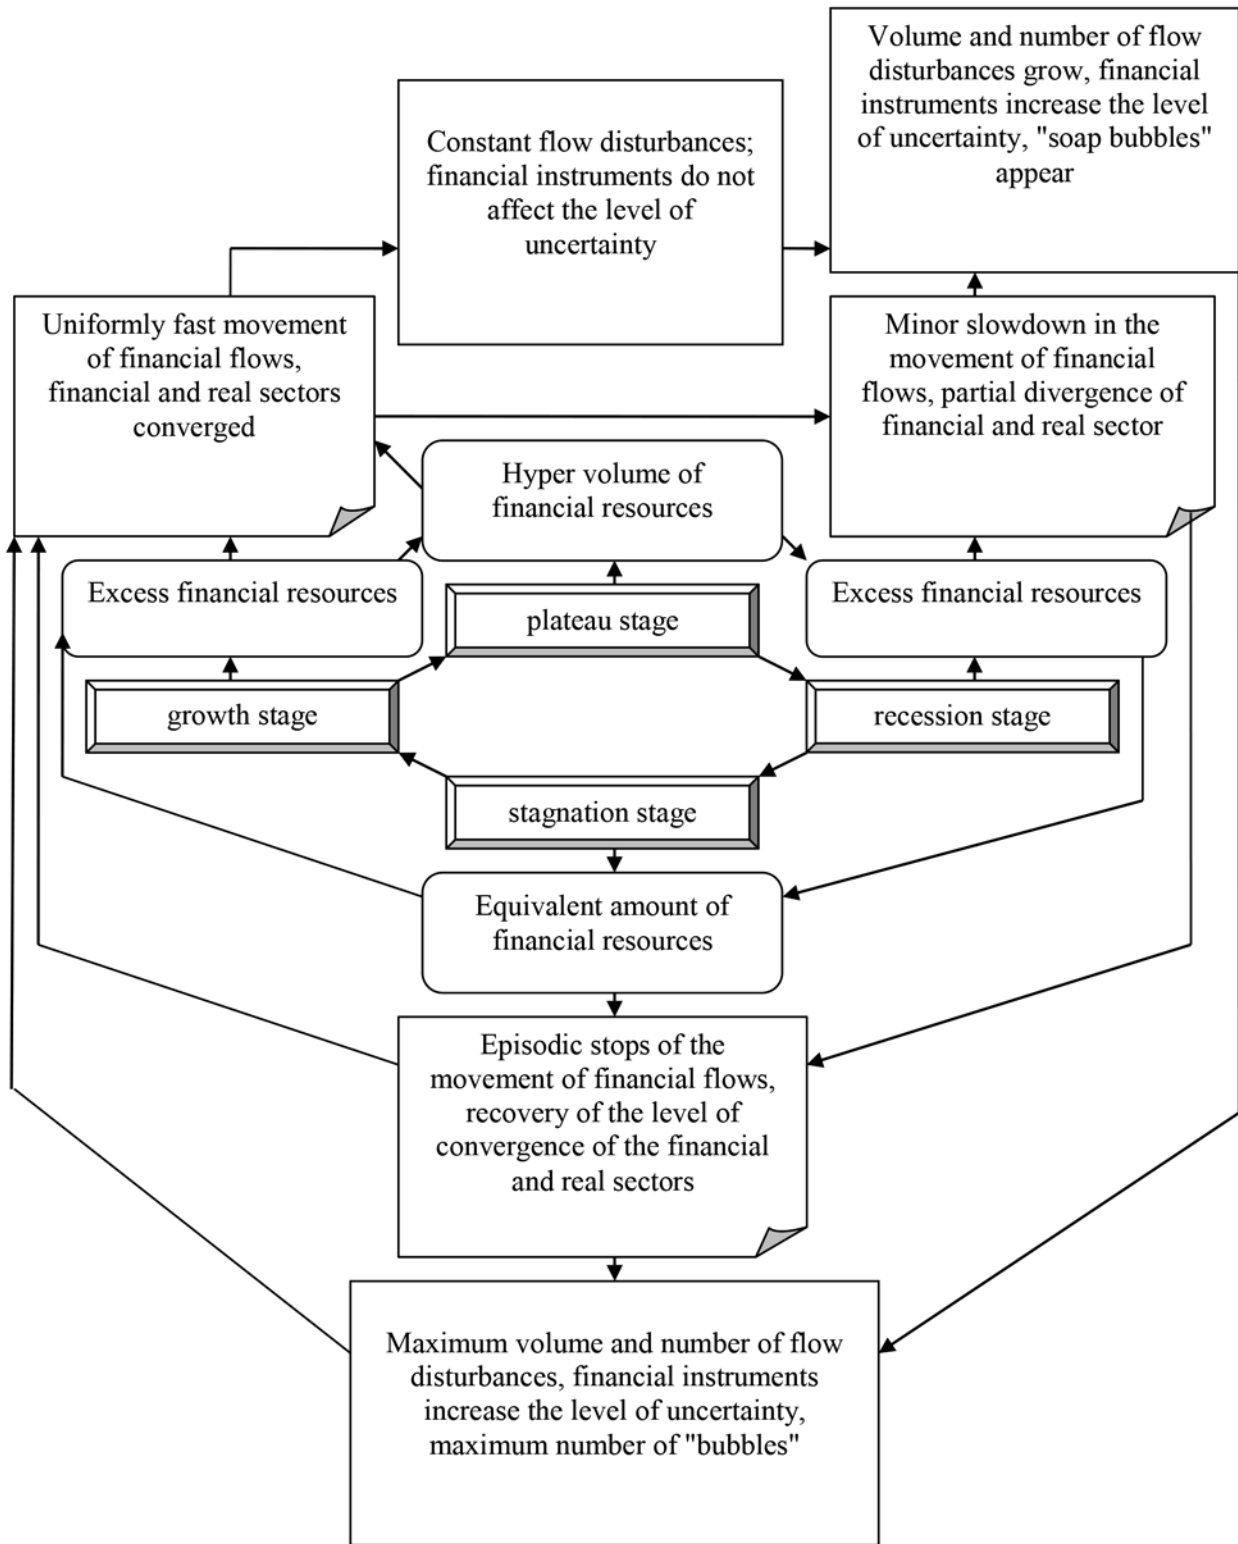 Volume and number of flow
disturbances grow, financial
instruments increase the level
of uncertainty, "soap bubbles"
appear
Constant flow disturbances;
financial instruments do not
affect the level of
uncertainty
Uniformly fast movement
of financial flows,
financial and real sectors
converged
Minor slowdown in the
movement of financial
flows, partial divergence of
financial and real sector
Hyper volume of
financial resources
Excess financial resources
Excess financial resources
plateau stage
growth stage
recession stage
stagnation stage
Equivalent amount of
financial resources
Episodic stops of the
movement of financial flows,
recovery of the level of
convergence of the financial
and real sectors
Maximum volume and number of flow
disturbances, financial instruments
increase the level of uncertainty,
maximum number of "bubbles"